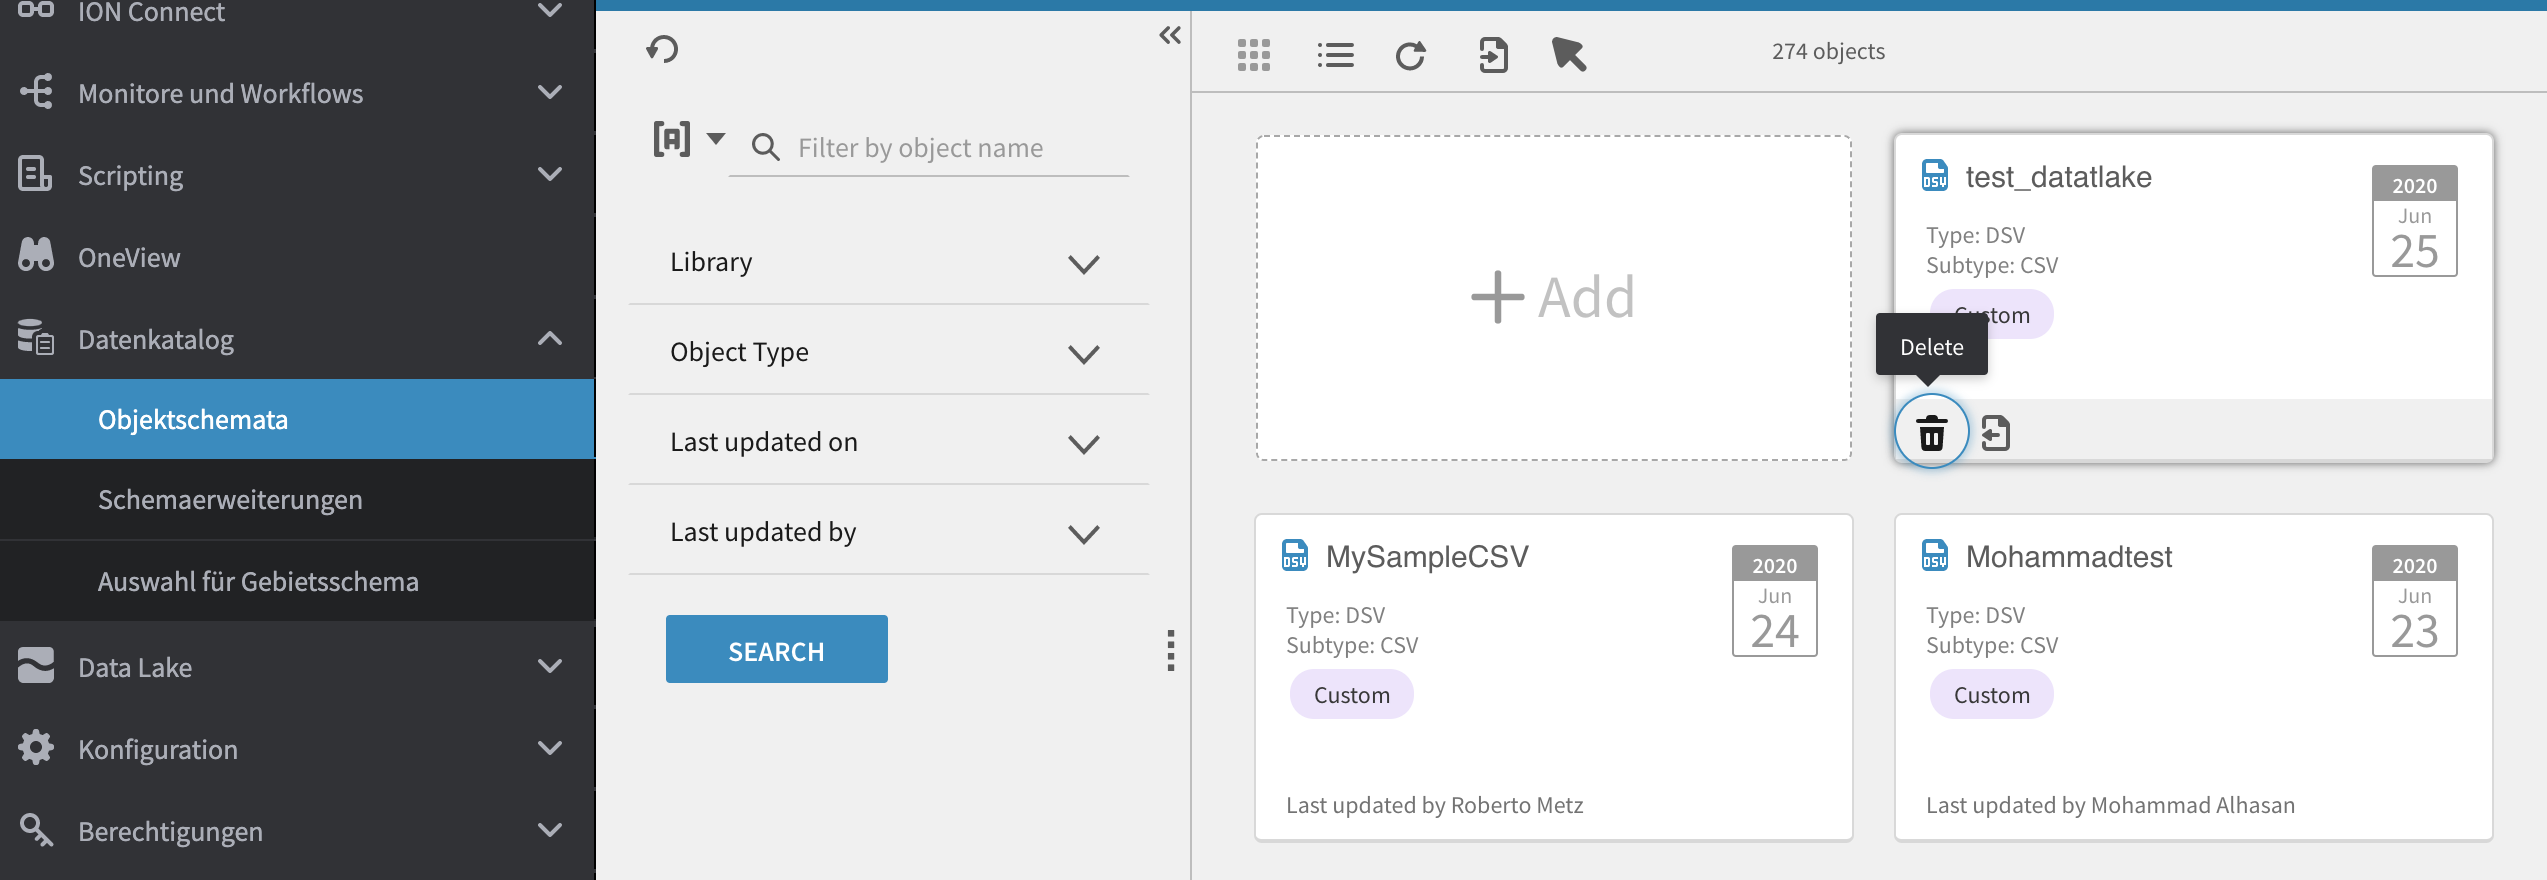 ION Connect
Monitore und Workflows
Scripting
OneView
Datenkatalog
Objektschemata
Schemaerweiterungen
Auswahl für Gebietsschema
Data Lake
Konfiguration
Berechtigungen
[A]
Filter by object name
Library
Object Type
Last updated on
Last updated by
SEARCH
274 objects
Add
DSV
test_datatlake
2020
Jun
25
Type: DSV
Subtype: CSV
Delete
DSV
MySampleCSV
2020
Jun
24
Type: DSV
Subtype: CSV
Custom
Last updated by Roberto Metz
DSV
Mohammadtest
2020
Jun
23
Type: DSV
Subtype: CSV
Custom
Last updated by Mohammad Alhasan